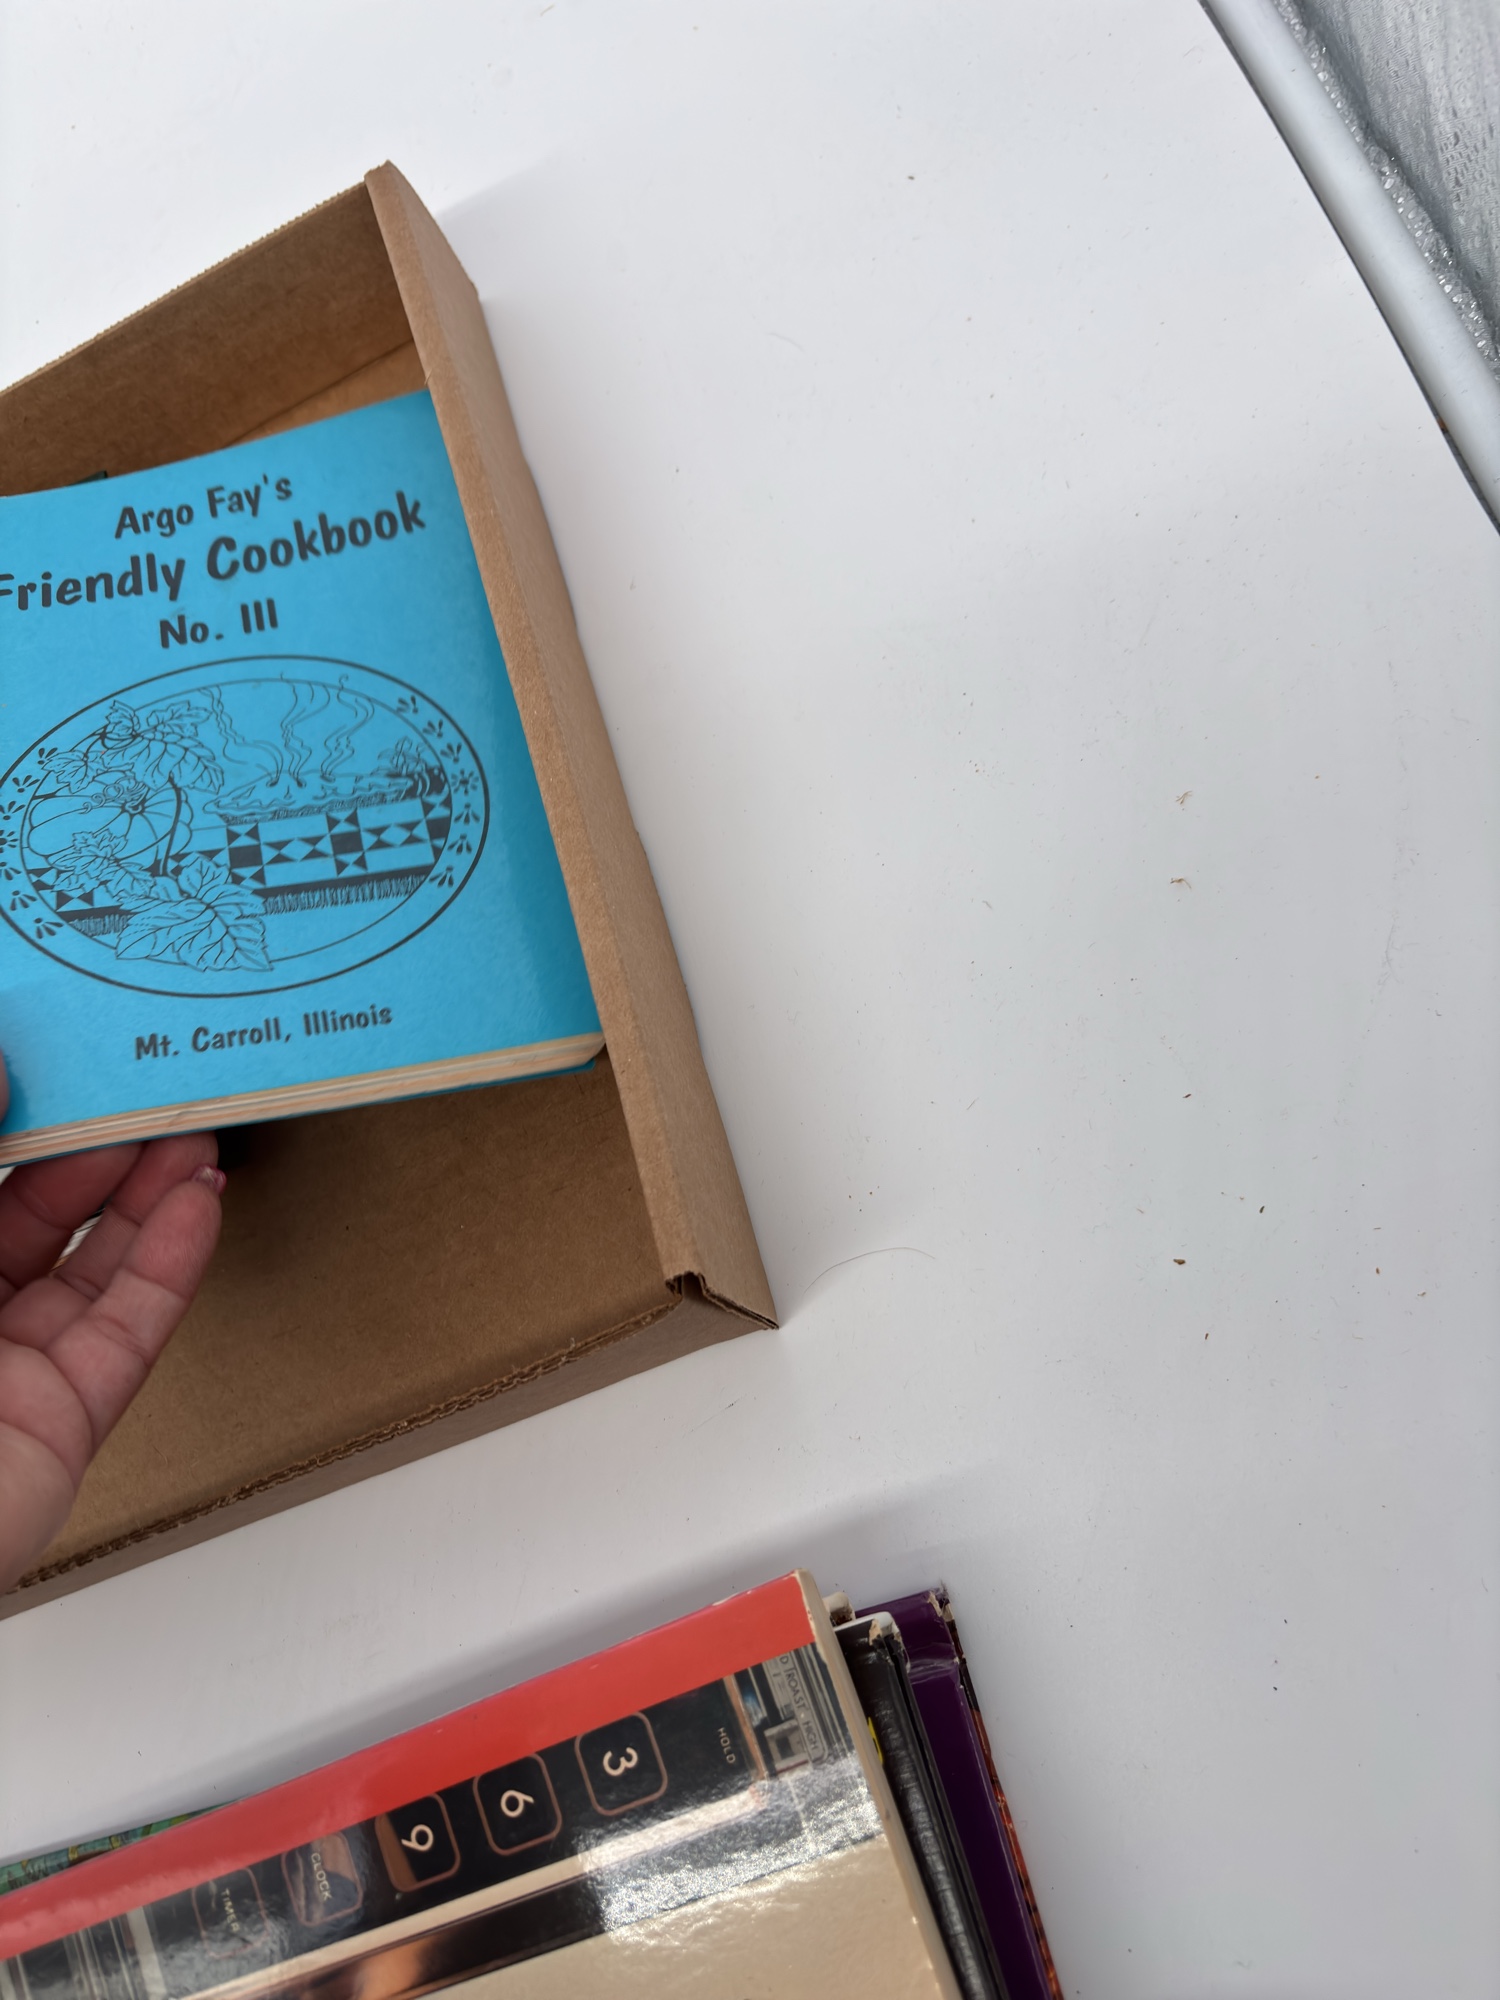 Argo Fay's
Friendly Cookbook
No. III
Mt. Carroll, Illinois
HOLD
3
6
9
CLOCK
TIMER